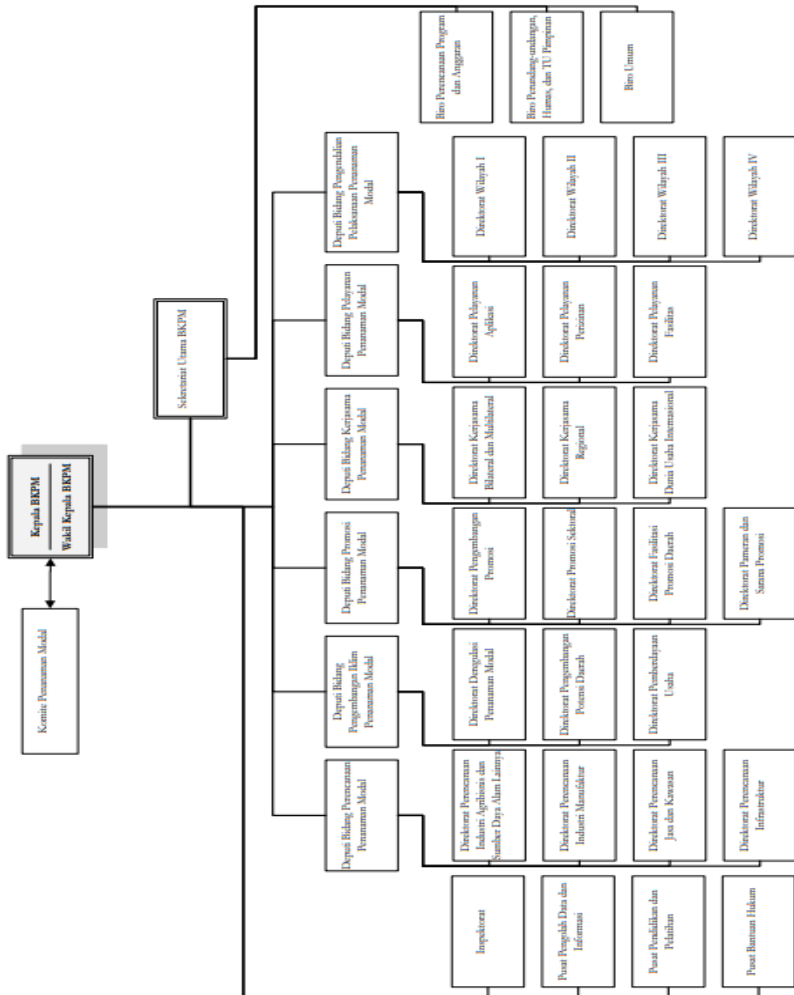 Kepala BKPM
Wakil Kepala BKPM
Komite Penanaman Modal
Sekretariat Utama BKPM
Biro Perencanaan Program
dan Anggaran
Biro Perundang-undangan,
Humas, dan TU Pimpinan
Biro Umum
Deputi Bidang Perencanaan
Penanaman Modal
Deputi Bidang
Pengembangan Iklim
Penanaman Modal
Deputi Bidang Promosi
Penanaman Modal
Deputi Bidang Kerjasama
Penanaman Modal
Deputi Bidang Pelayanan
Penanaman Modal
Deputi Bidang Pengendalian
Pelaksanaan Penanaman
Modal
Inspektorat
Pusat Pengolah Data dan
Informasi
Pusat Pendidikan dan
Pelatihan
Pusat Bantuan Hukum
Direktorat Perencanaan
Industri Agribisnis dan
Sumber Daya Alam Lainnya
Direktorat Perencanaan
Industri Manufaktur
Direktorat Perencanaan
Jasa dan Kawasan
Direktorat Perencanaan
Infrastruktur
Direktorat Deregulasi
Penanaman Modal
Direktorat Pengembangan
Potensi Daerah
Direktorat Pemberdayaan
Usaha
Direktorat Pengembangan
Promosi
Direktorat Promosi Sektoral
Direktorat Fasilitasi
Promosi Daerah
Direktorat Pameran dan
Sarana Promosi
Direktorat Kerjasama
Bilateral dan Multilateral
Direktorat Kerjasama
Regional
Direktorat Kerjasama
Dunia Usaha Internasional
Direktorat Pelayanan
Aplikasi
Direktorat Pelayanan
Perizinan
Direktorat Pelayanan
Fasilitas
Direktorat Wilayah I
Direktorat Wilayah II
Direktorat Wilayah III
Direktorat Wilayah IV